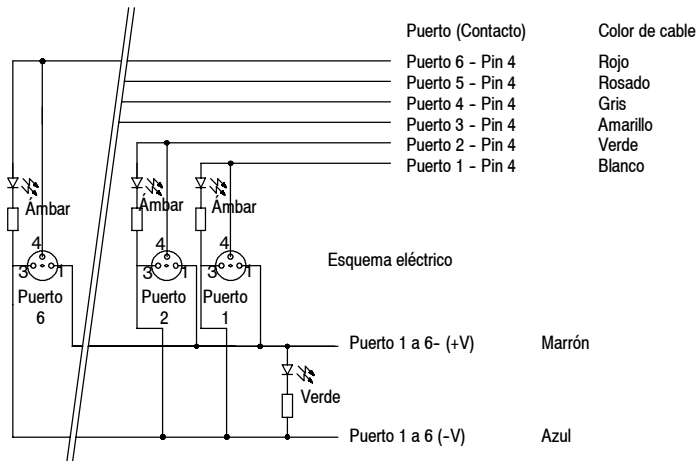 Puerto (Contacto) Color de cable
Puerto 6 - Pin 4 Rojo
Puerto 5 - Pin 4 Rosado
Puerto 4 - Pin 4 Gris
Puerto 3 - Pin 4 Amarillo
Puerto 2 - Pin 4 Verde
Puerto 1 - Pin 4 Blanco
Ámbar Ámbar Ámbar
4 4 4
3 1 3 1 3 1
Esquema eléctrico
Puerto Puerto Puerto
6 2 1
Puerto 1 a 6- (+V) Marrón
Verde
Puerto 1 a 6 (-V) Azul